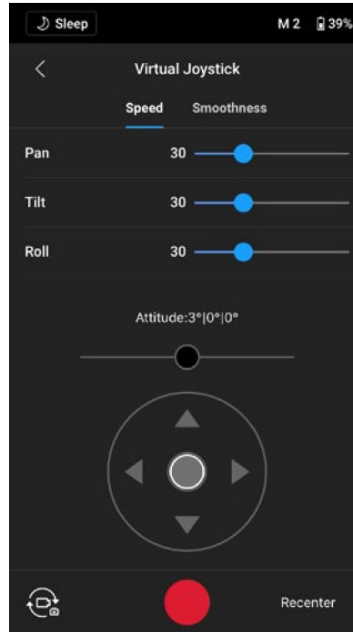 Sleep M 2 39%
Virtual Joystick
Speed Smoothness
Pan 30
Tilt 30
Roll 30
Attitude:3°|0°|0°
Recenter